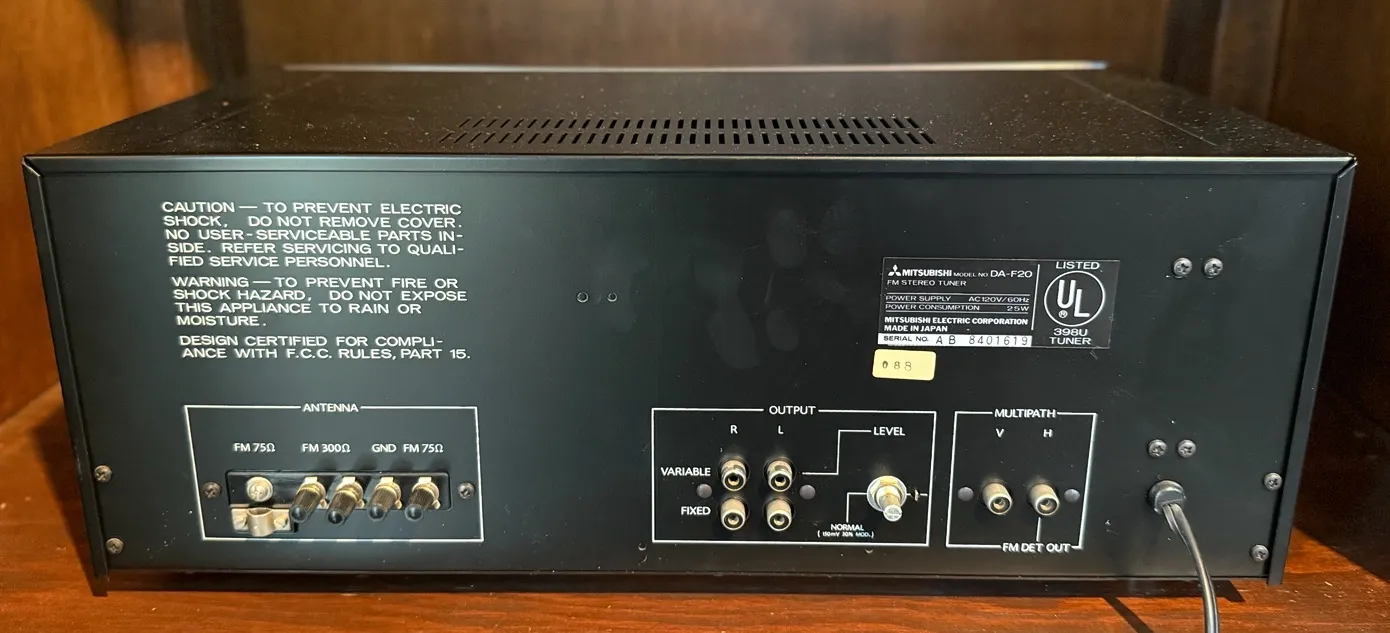 CAUTION — TO PREVENT ELECTRIC
SHOCK, DO NOT REMOVE COVER.
NO USER-SERVICEABLE PARTS IN-
SIDE. REFER SERVICING TO QUALI-
FIED SERVICE PERSONNEL.
WARNING — TO PREVENT FIRE OR
SHOCK HAZARD, DO NOT EXPOSE
THIS APPLIANCE TO RAIN OR
MOISTURE.
DESIGN CERTIFIED FOR COMPLI-
ANCE WITH F.C.C. RULES, PART 15.
MITSUBISHI MODEL NO. DA-F20
FM STEREO TUNER
POWER SUPPLY AC120V/60Hz
POWER CONSUMPTION 25W
MITSUBISHI ELECTRIC CORPORATION
MADE IN JAPAN
SERIAL NO. AB 8401619
LISTED
UL
®
398U
TUNER
088
ANTENNA
FM 75Ω FM 300Ω GND FM 75Ω
OUTPUT
R L LEVEL
VARIABLE
FIXED
NORMAL
( 150mV 30% MOD.)
MULTIPATH
V H
FM DET OUT